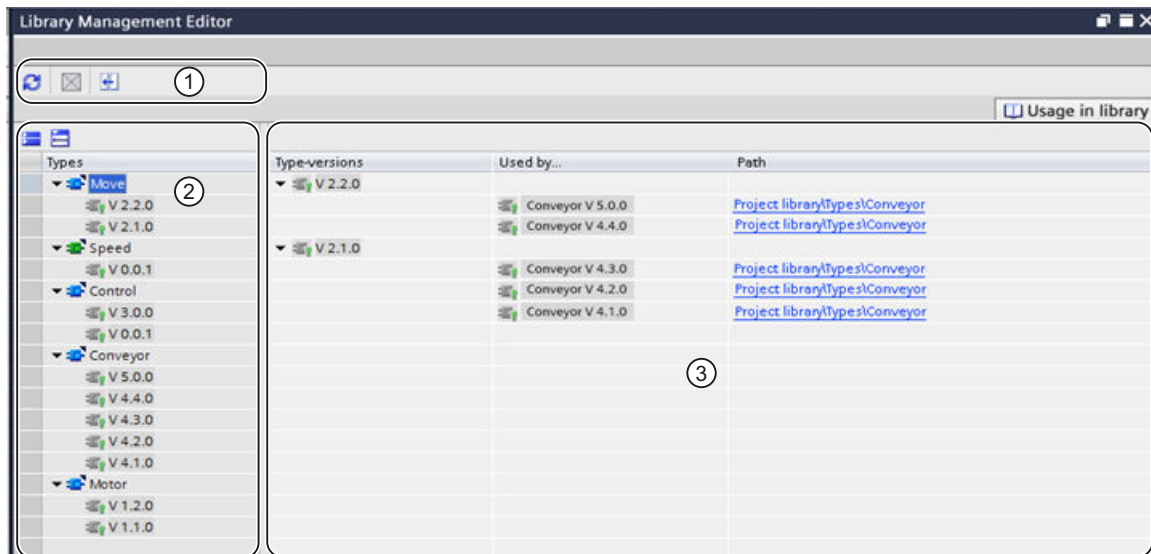 Library Management Editor
①
Usage in library
Types Type-versions Used by... Path
Move V 2.2.0
②
V 2.2.0 Conveyor V 5.0.0 Project library\Types\Conveyor
V 2.1.0 Conveyor V 4.4.0 Project library\Types\Conveyor
Speed V 2.1.0
V 0.0.1 Conveyor V 4.3.0 Project library\Types\Conveyor
Control Conveyor V 4.2.0 Project library\Types\Conveyor
V 3.0.0 Conveyor V 4.1.0 Project library\Types\Conveyor
V 0.0.1
Conveyor
③
V 5.0.0
V 4.4.0
V 4.3.0
V 4.2.0
V 4.1.0
Motor
V 1.2.0
V 1.1.0